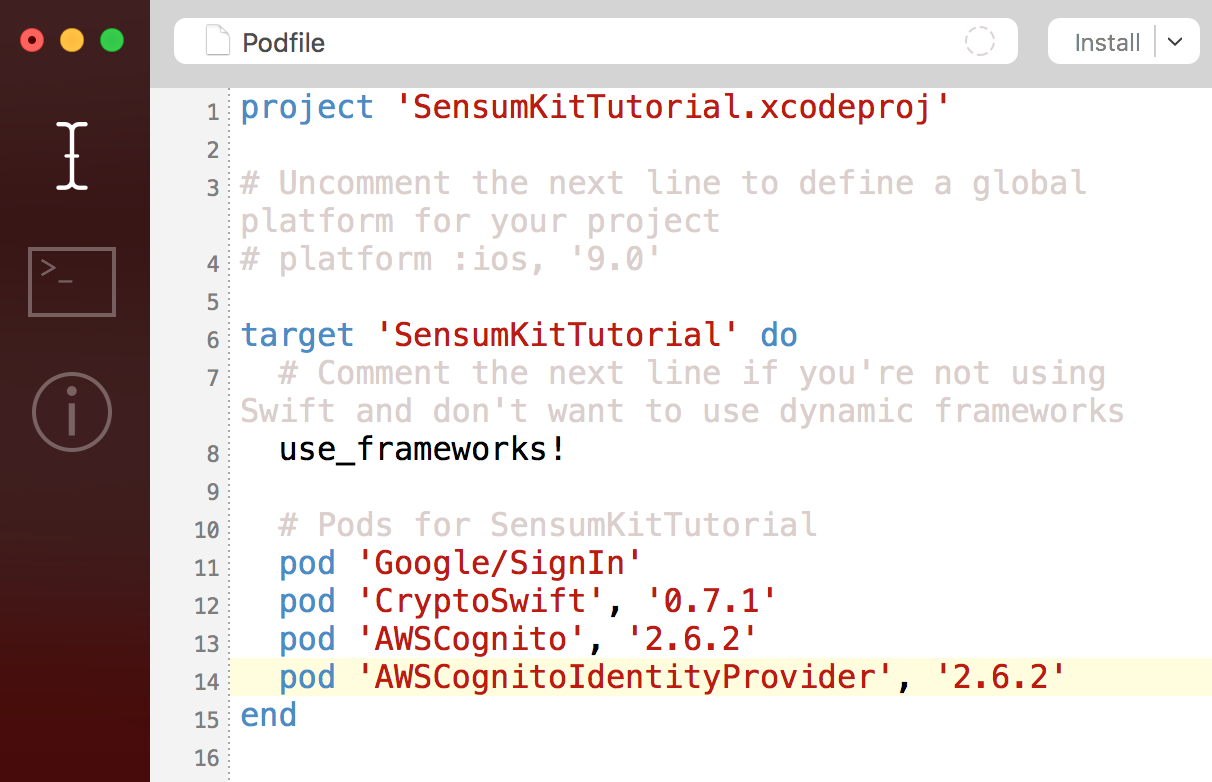 Podfile
Install
1 project 'SensumKitTutorial.xcodeproj'
2
3 # Uncomment the next line to define a global
platform for your project
4 # platform :ios, '9.0'
5
6 target 'SensumKitTutorial' do
7 # Comment the next line if you're not using
Swift and don't want to use dynamic frameworks
8 use_frameworks!
9
10 # Pods for SensumKitTutorial
11 pod 'Google/SignIn'
12 pod 'CryptoSwift', '0.7.1'
13 pod 'AWSCognito', '2.6.2'
14 pod 'AWSCognitoIdentityProvider', '2.6.2'
15 end
16